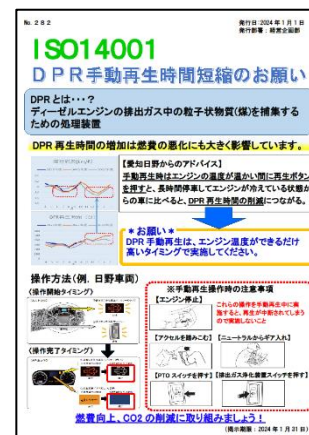 No. 282
発行日:2024年1月1日
発行部署:経営企画部
ISO14001
DPR手動再生時間短縮のお願い
DPRとは・・・?
ディーゼルエンジンの排出ガス中の粒子状物質(煤)を捕集する
ための処理装置
DPR再生時間の増加は燃費の悪化にも大きく影響しています。
【愛知日野からのアドバイス】
手動再生時はエンジンの温度が温かい間に再生ボタン
を押すと、長時間停車してエンジンが冷えている状態か
らの車に比べると、DPR再生時間の削減につながる。
*お願い*
DPR手動再生は、エンジン温度ができるだけ
高いタイミングで実施してください。
操作方法(例、日野車両)
(操作開始タイミング)
(操作完了タイミング)
※手動再生操作時の注意事項
【エンジン停止】
これらの操作を手動再生中に実
施すると、再生が中断されてしまう
ので実施しないこと
【アクセルを踏みこむ】
【ニュートラルからギア入れ】
【PTOスイッチを押す】
【排出ガス浄化装置スイッチを押す】
燃費向上、CO2の削減に取り組みましょう!
(掲示期限:2024年1月31日)